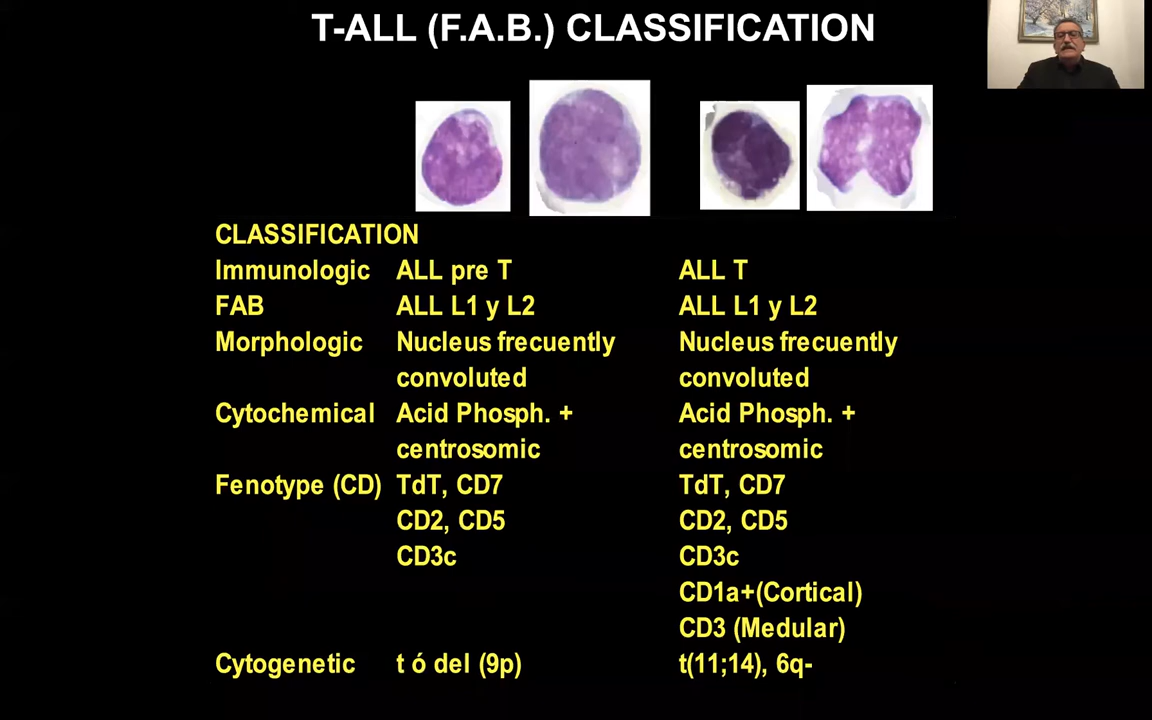 T-ALL (F.A.B.) CLASSIFICATION
CLASSIFICATION
Immunologic ALL pre T ALL T
FAB ALL L1 y L2 ALL L1 y L2
Morphologic Nucleus frecuently Nucleus frecuently
convoluted convoluted
Cytochemical Acid Phosph. + Acid Phosph. +
centrosomic centrosomic
Fenotype (CD) TdT, CD7 TdT, CD7
CD2, CD5 CD2, CD5
CD3c CD3c
CD1a+(Cortical)
CD3 (Medular)
Cytogenetic t ó del (9p) t(11;14), 6q-